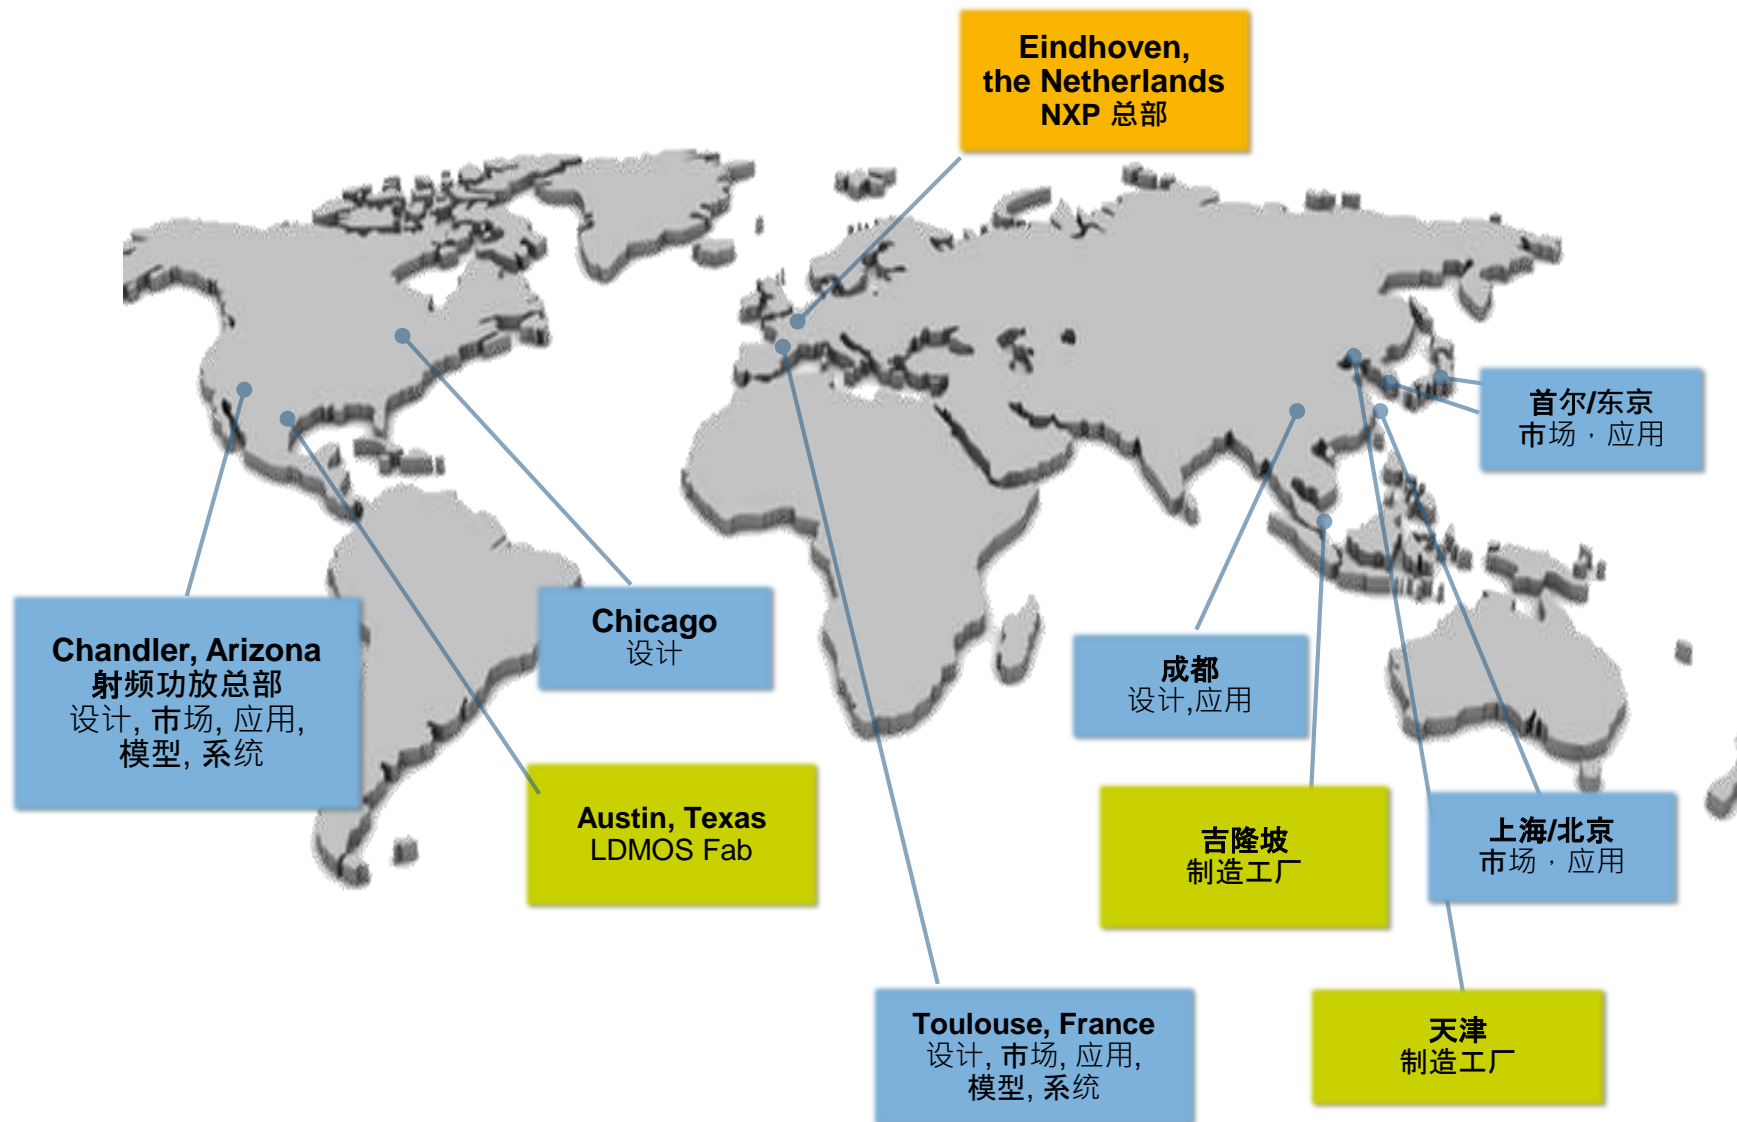 Eindhoven,
the Netherlands
NXP 总部
首尔/东京
市场,应用
Chicago
设计
Chandler, Arizona
射频功放总部
设计, 市场, 应用,
模型, 系统
成都
设计,应用
Austin, Texas
LDMOS Fab
吉隆坡
制造工厂
上海/北京
市场,应用
Toulouse, France
设计, 市场, 应用,
模型, 系统
天津
制造工厂